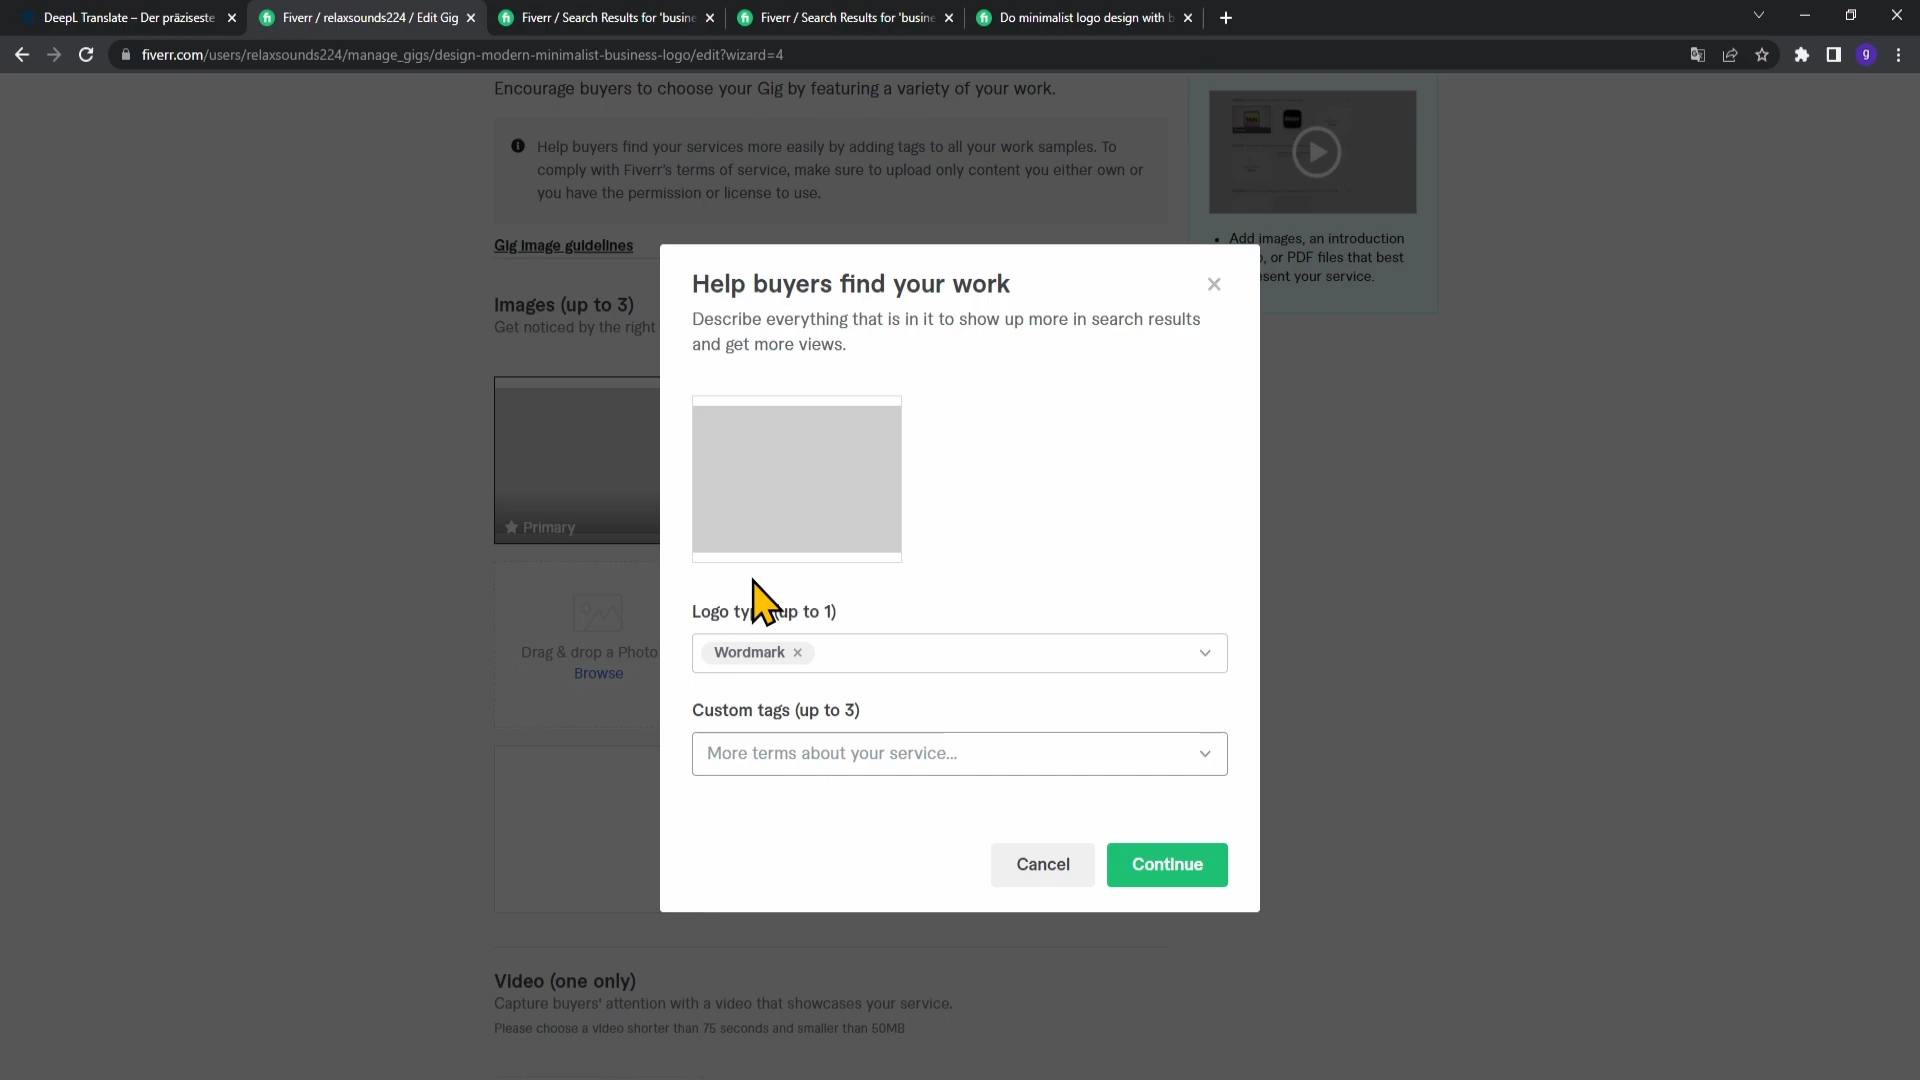 DeepL Translate – Der präziseste
Fiverr / relaxsounds224 / Edit Gig
Fiverr / Search Results for 'busine
Fiverr / Search Results for 'busine
Do minimalist logo design with b
fiverr.com/users/relaxsounds224/manage_gigs/design-modern-minimalist-business-logo/edit?wizard=4
g
Encourage buyers to choose your Gig by featuring a variety of your work.
Help buyers find your services more easily by adding tags to all your work samples. To
comply with Fiverr's terms of service, make sure to upload only content you either own or
you have the permission or license to use.
Gig image guidelines
Images (up to 3)
Get noticed by the right
Primary
Drag & drop a Photo
Browse
Add images, an introduction
, or PDF files that best
sent your service.
Help buyers find your work
Describe everything that is in it to show up more in search results
and get more views.
Logo ty up to 1)
Wordmark
Custom tags (up to 3)
More terms about your service...
Cancel
Continue
Video (one only)
Capture buyers' attention with a video that showcases your service.
Please choose a video shorter than 75 seconds and smaller than 50MB